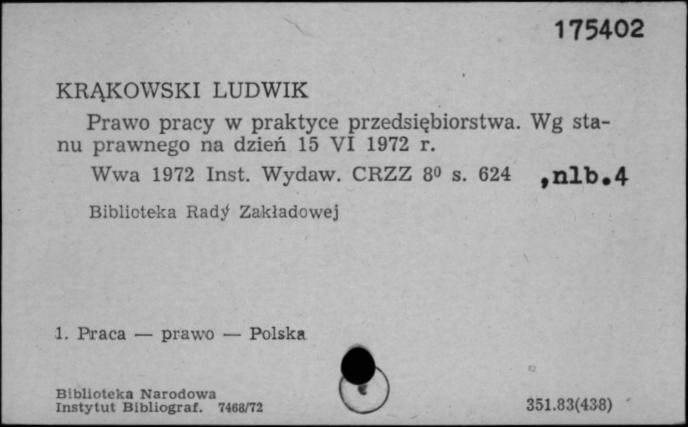 175402
KRĄKOWSKI LUDWIK
Prawo pracy w praktyce przedsiębiorstwa. Wg sta-
nu prawnego na dzień 15 VI 1972 r.
Wwa 1972 Inst. Wydaw. CRZZ 8⁰ s. 624 ,nlb.4
Biblioteka Rady Zakładowej
1. Praca — prawo — Polska
Biblioteka Narodowa
Instytut Bibliograf. 7468/72
351.83(438)